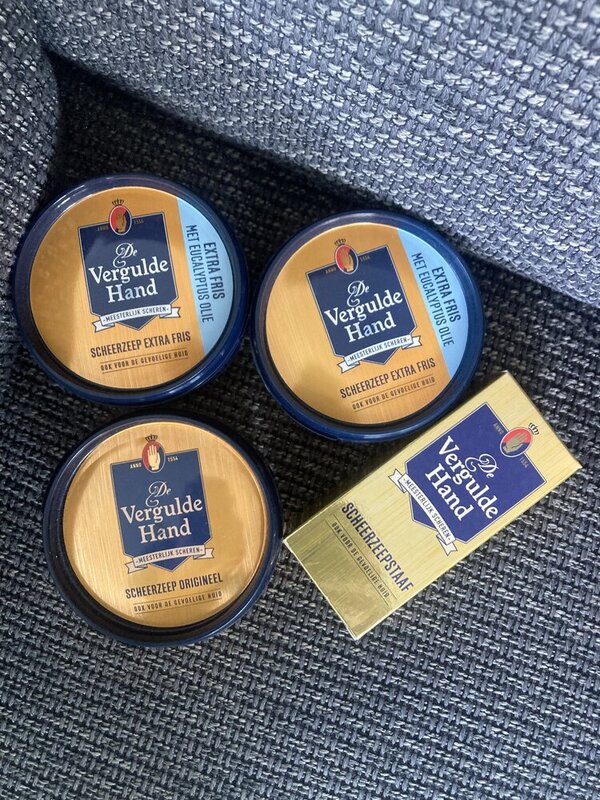 ANNO 1554
De
Vergulde
Hand
-MEESTERLIJK SCHEREN-
SCHEERZEEP EXTRA FRIS
OOK VOOR DE GEVOELIGE HUID
EXTRA FRIS
MET EUCALYPTUS OLIE
ANNO 1554
De
Vergulde
Hand
-MEESTERLIJK SCHEREN-
SCHEERZEEP EXTRA FRIS
OOK VOOR DE GEVOELIGE HUID
EXTRA FRIS
MET EUCALYPTUS OLIE
ANNO 1554
De
Vergulde
Hand
-MEESTERLIJK SCHEREN-
SCHEERZEEP ORIGINEEL
OOK VOOR DE GEVOELIGE HUID
ANNO 1554
De
Vergulde
Hand
-MEESTERLIJK SCHEREN-
SCHEERZEEPSTAAF
OOK VOOR DE GEVOELIGE HUID